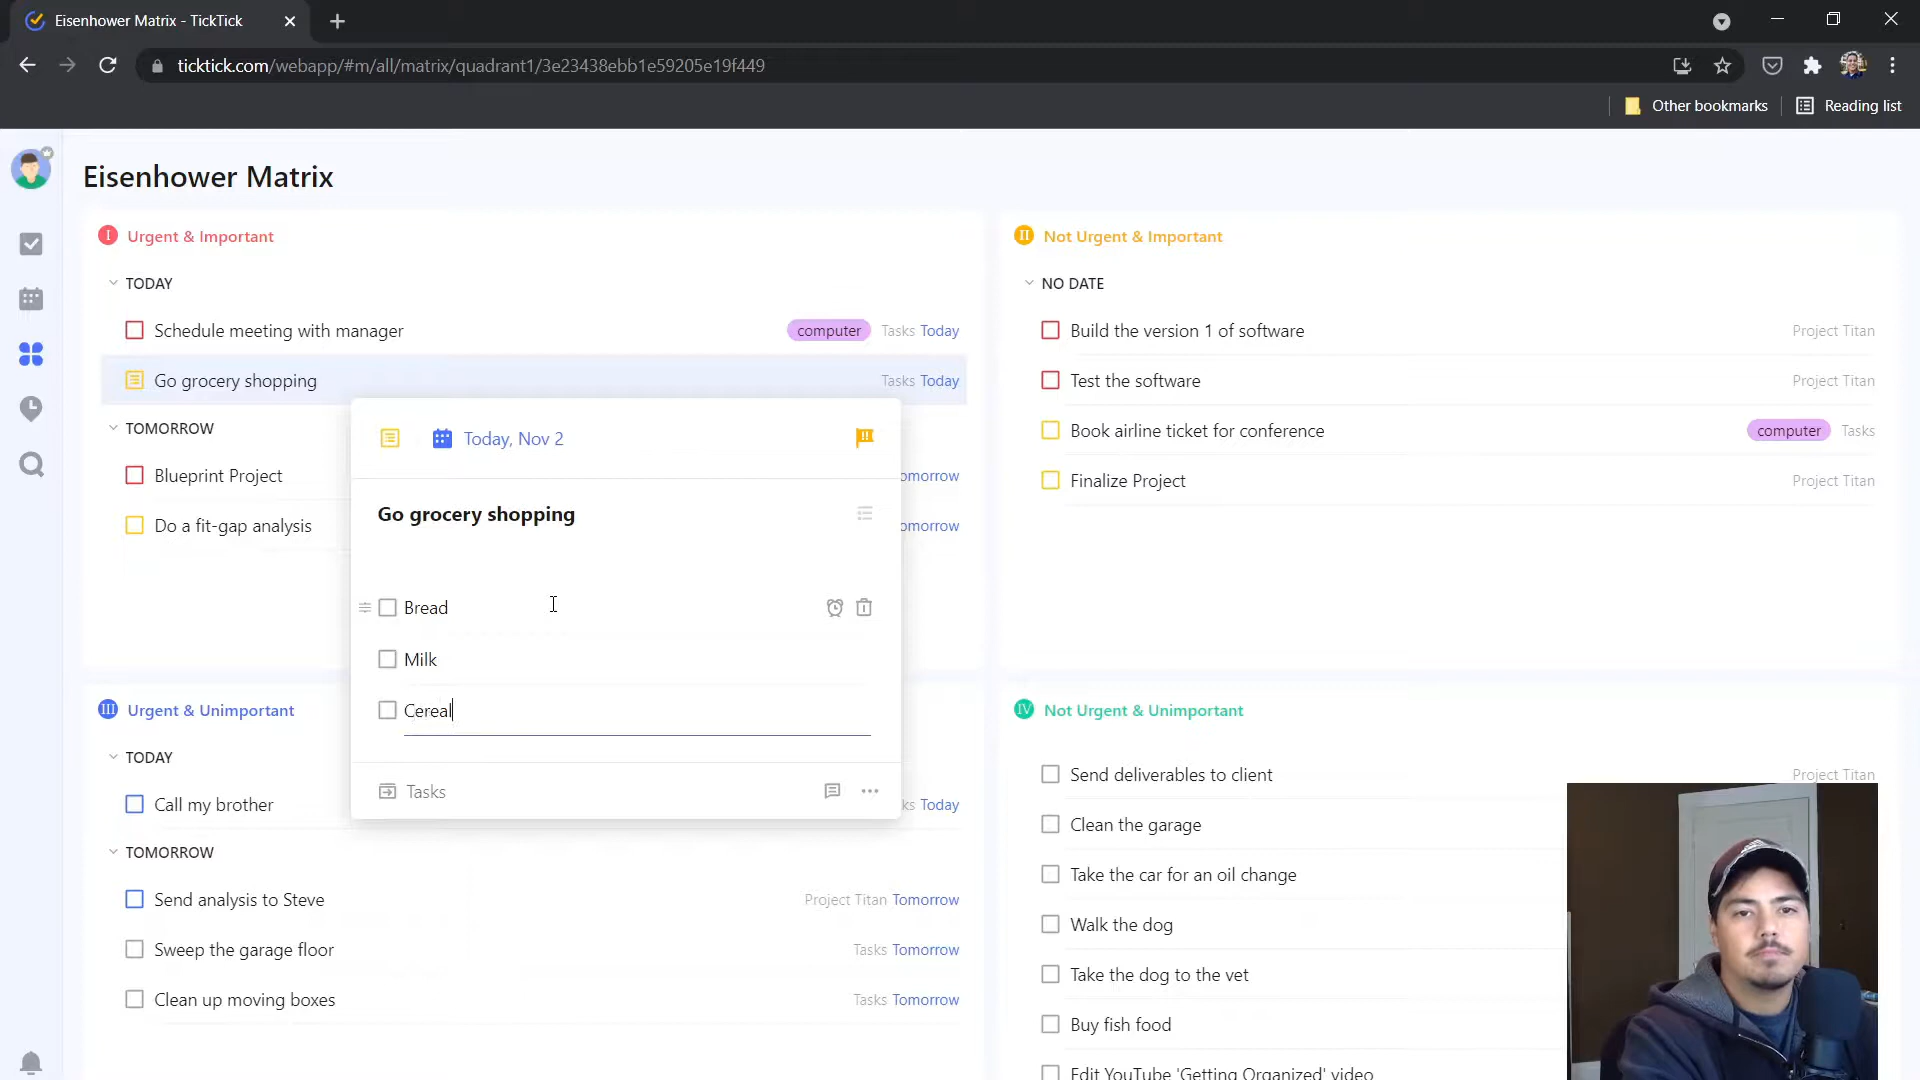 Eisenhower Matrix - TickTick
ticktick.com/webapp/#m/all/matrix/quadrant1/3e23438ebb1e59205e19f449
Other bookmarks
Reading list
Eisenhower Matrix
I Urgent & Important
TODAY
Schedule meeting with manager computer Tasks Today
Go grocery shopping Tasks Today
TOMORROW
Blueprint Project omorrow
Do a fit-gap analysis omorrow
Today, Nov 2
Go grocery shopping
Bread
Milk
Cereal
Tasks
II Not Urgent & Important
NO DATE
Build the version 1 of software Project Titan
Test the software Project Titan
Book airline ticket for conference computer Tasks
Finalize Project Project Titan
III Urgent & Unimportant
TODAY
Call my brother ks Today
TOMORROW
Send analysis to Steve Project Titan Tomorrow
Sweep the garage floor Tasks Tomorrow
Clean up moving boxes Tasks Tomorrow
IV Not Urgent & Unimportant
Send deliverables to client Project Titan
Clean the garage
Take the car for an oil change
Walk the dog
Take the dog to the vet
Buy fish food
Edit YouTube 'Getting Organized' video